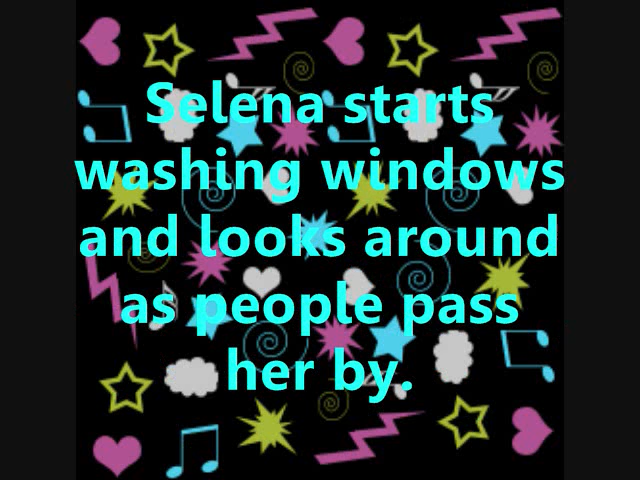 Selena starts
washing windows
and looks around
as people pass
her by.